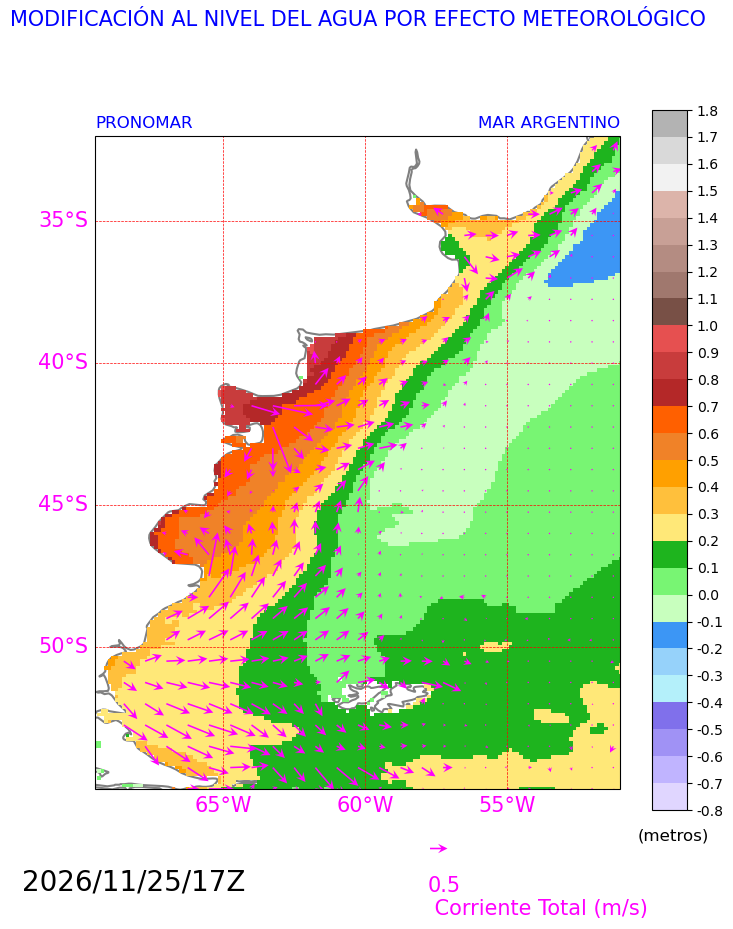 MODIFICACIÓN AL NIVEL DEL AGUA POR EFECTO METEOROLÓGICO
PRONOMAR
MAR ARGENTINO
35°S
40°S
45°S
50°S
65°W
60°W
55°W
1.8
1.7
1.6
1.5
1.4
1.3
1.2
1.1
1.0
0.9
0.8
0.7
0.6
0.5
0.4
0.3
0.2
0.1
0.0
-0.1
-0.2
-0.3
-0.4
-0.5
-0.6
-0.7
-0.8
(metros)
2026/11/25/17Z
0.5
Corriente Total (m/s)